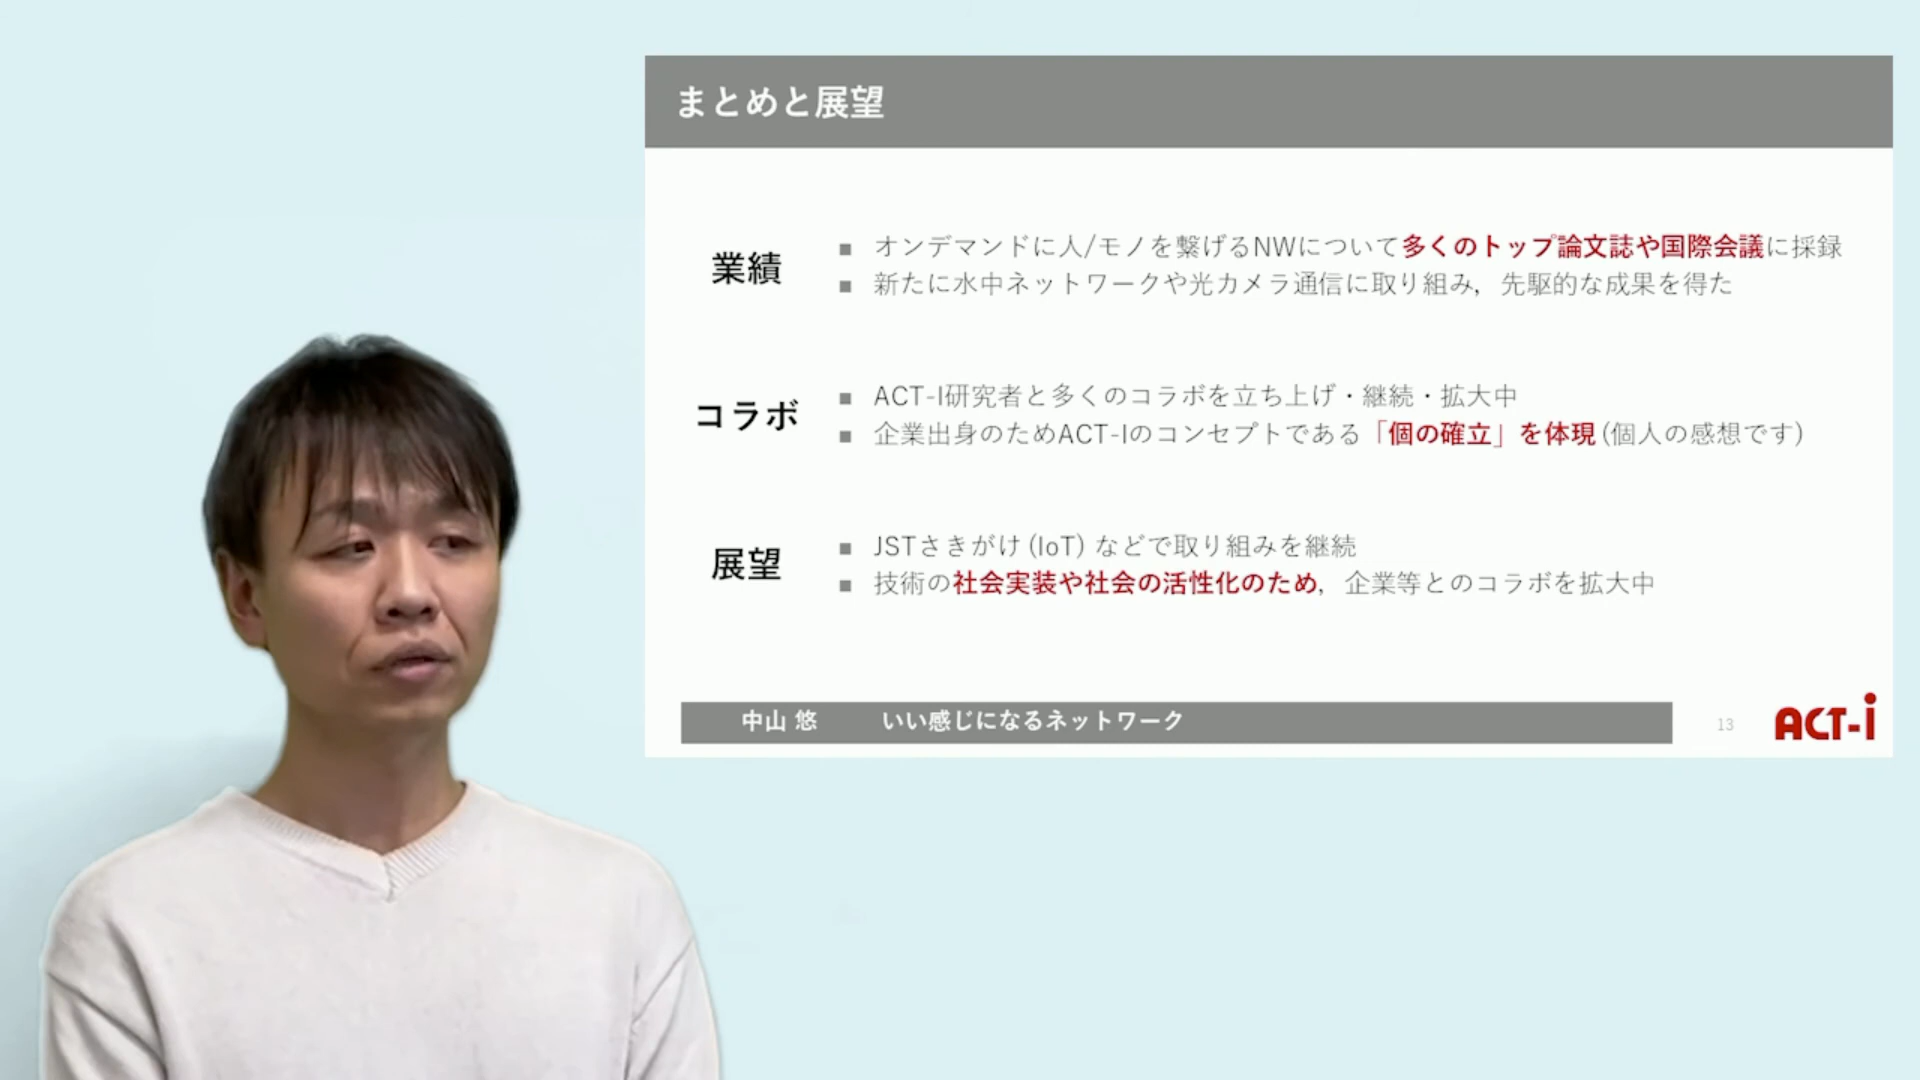 まとめと展望
業績
■ オンデマンドに人/モノを繋げるNWについて多くのトップ論文誌や国際会議に採録
■ 新たに水中ネットワークや光カメラ通信に取り組み，先駆的な成果を得た
コラボ
■ ACT-I研究者と多くのコラボを立ち上げ・継続・拡大中
■ 企業出身のためACT-Iのコンセプトである「個の確立」を体現 (個人の感想です)
展望
■ JSTさきがけ (IoT) などで取り組みを継続
■ 技術の社会実装や社会の活性化のため，企業等とのコラボを拡大中
中山 悠 いい感じになるネットワーク
13
ACT-i